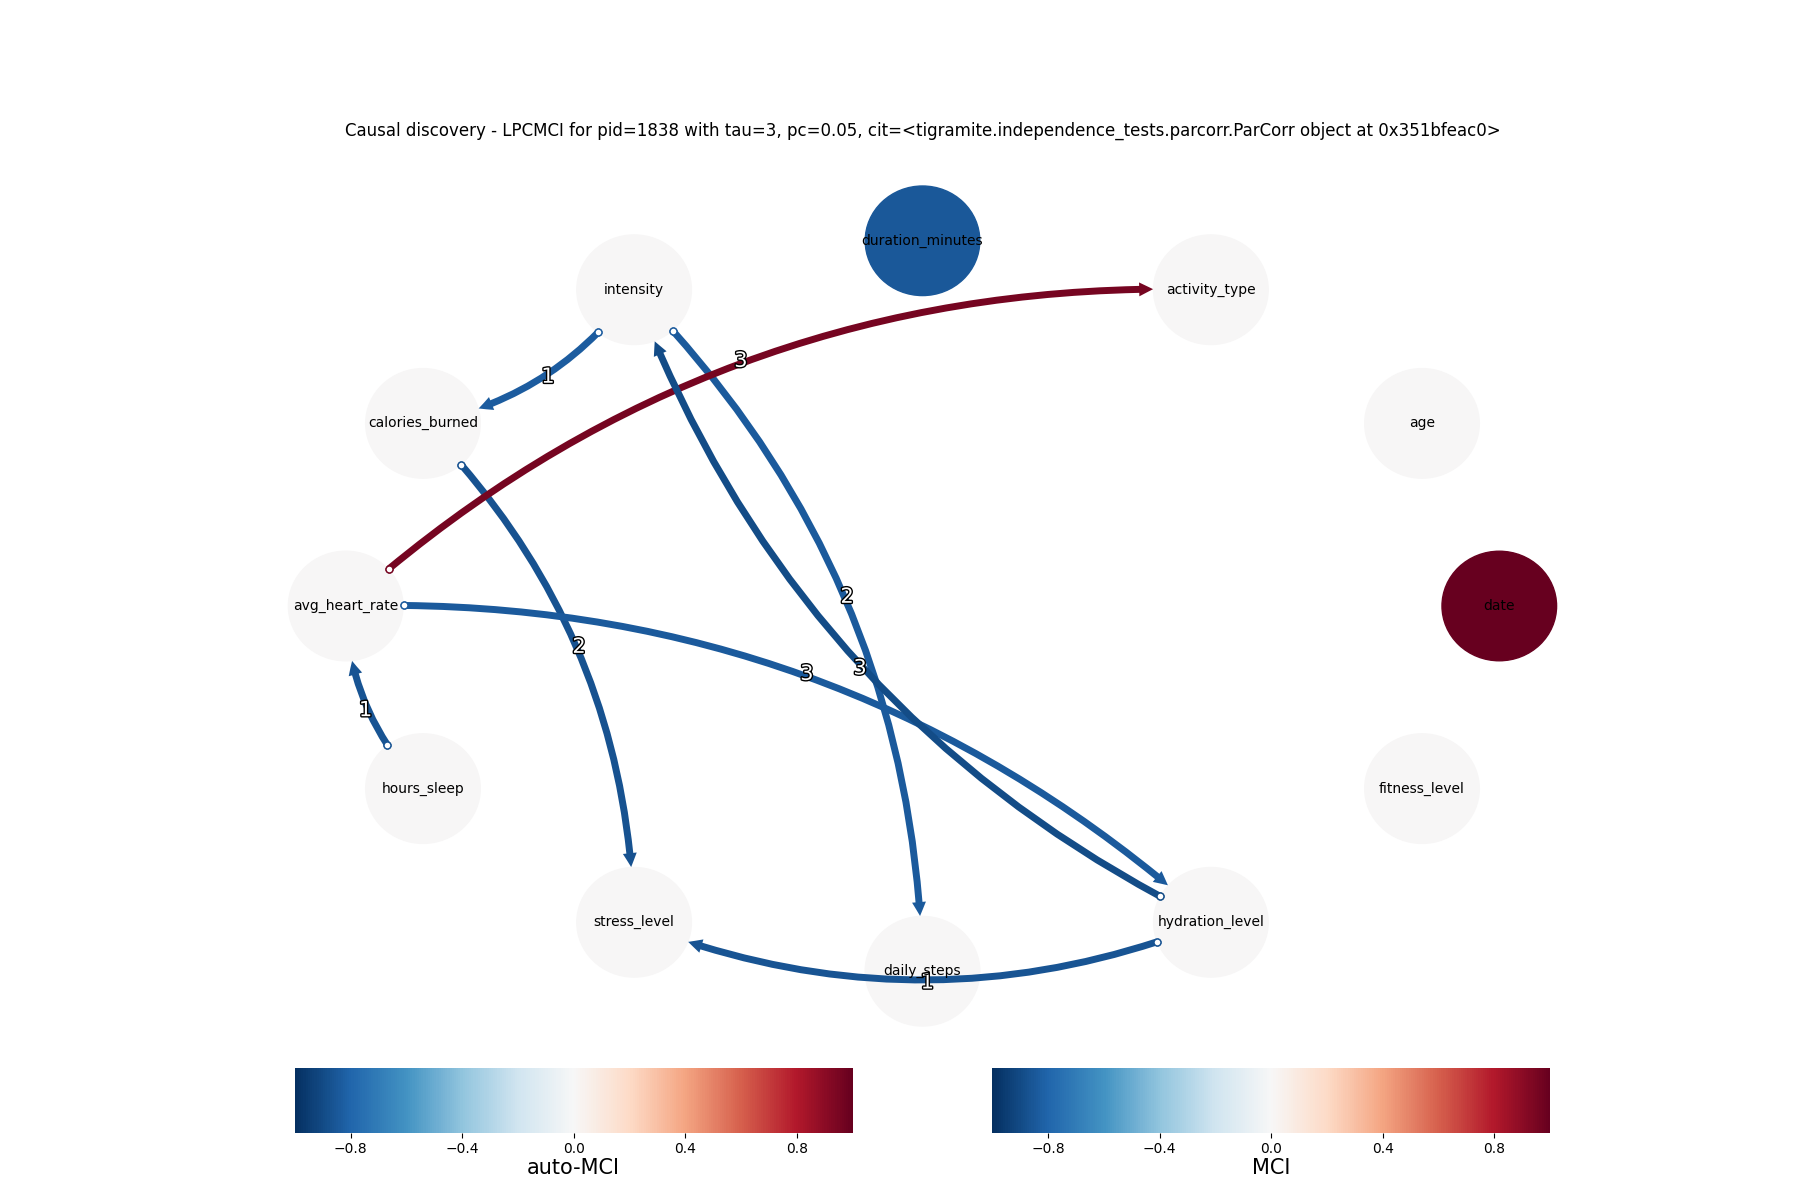 Causal discovery - LPCMCI for pid=1838 with tau=3, pc=0.05, cit=<tigramite.independence_tests.parcorr.ParCorr object at 0x351bfeac0>
duration_minutes
intensity
activity_type
3
1
calories_burned
age
2
avg_heart_rate
date
2
3
3
1
hours_sleep
fitness_level
stress_level
hydration_level
daily_steps
1
−0.8 −0.4 0.0 0.4 0.8
auto-MCI
−0.8 −0.4 0.0 0.4 0.8
MCI